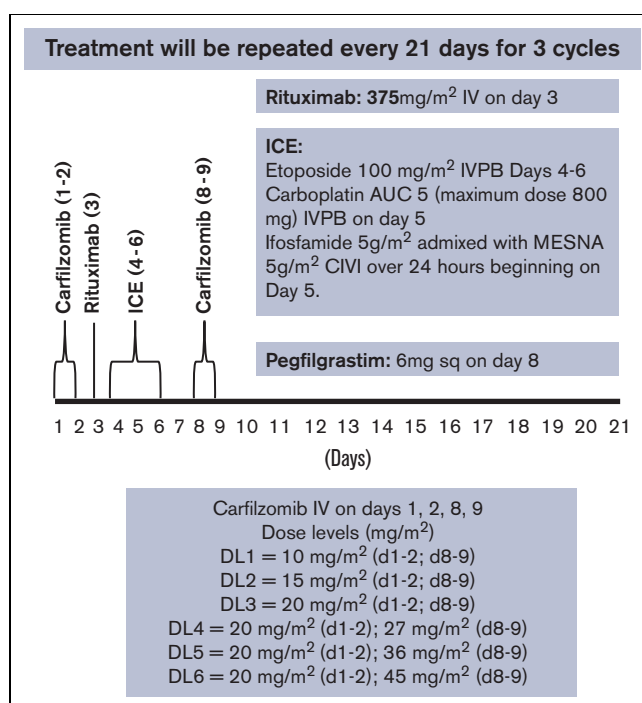 Treatment will be repeated every 21 days for 3 cycles
Rituximab: 375mg/m² IV on day 3
ICE:
Etoposide 100 mg/m² IVPB Days 4-6
Carboplatin AUC 5 (maximum dose 800
mg) IVPB on day 5
Ifosfamide 5g/m² admixed with MESNA
5g/m² CIVI over 24 hours beginning on
Day 5.
Pegfilgrastim: 6mg sq on day 8
Carfilzomib (1-2)
Rituximab (3)
ICE (4-6)
Carfilzomib (8-9)
1 2 3 4 5 6 7 8 9 10 11 12 13 14 15 16 17 18 19 20 21
(Days)
Carfilzomib IV on days 1, 2, 8, 9
Dose levels (mg/m²)
DL1 = 10 mg/m² (d1-2; d8-9)
DL2 = 15 mg/m² (d1-2; d8-9)
DL3 = 20 mg/m² (d1-2; d8-9)
DL4 = 20 mg/m² (d1-2); 27 mg/m² (d8-9)
DL5 = 20 mg/m² (d1-2); 36 mg/m² (d8-9)
DL6 = 20 mg/m² (d1-2); 45 mg/m² (d8-9)